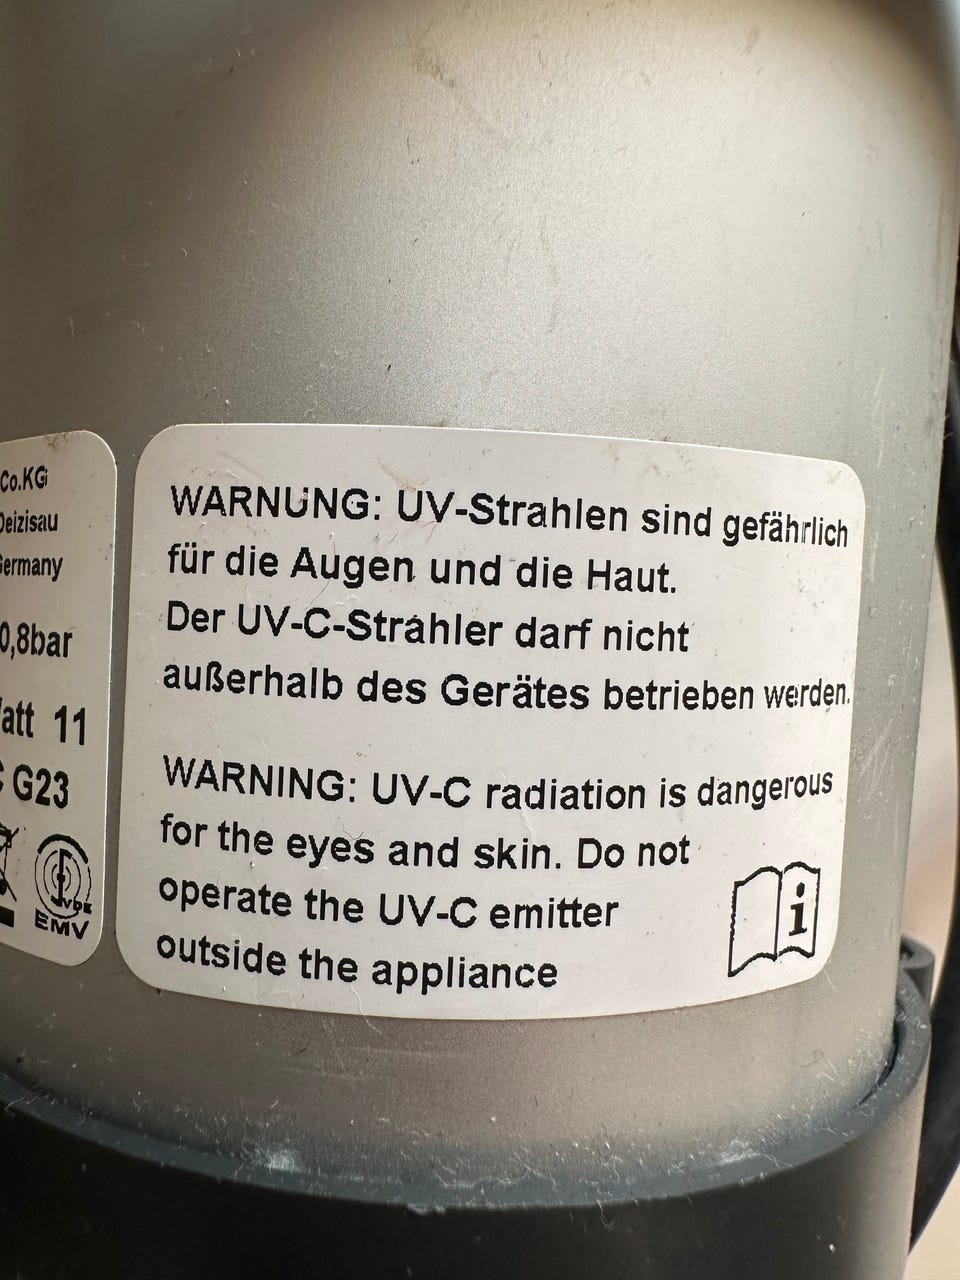 Co.KG
Deizisau
Germany
0,8bar
att 11
G23
VDE
EMV
WARNUNG: UV-Strahlen sind gefährlich
für die Augen und die Haut.
Der UV-C-Strahler darf nicht
außerhalb des Gerätes betrieben werden.
WARNING: UV-C radiation is dangerous
for the eyes and skin. Do not
operate the UV-C emitter
outside the appliance
i